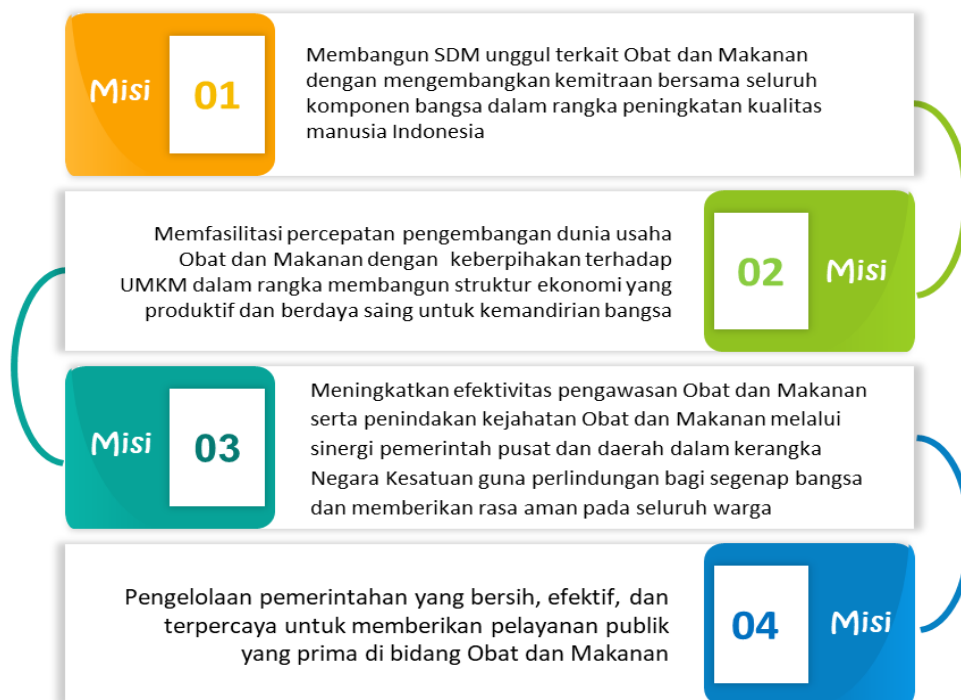 Misi
01
Membangun SDM unggul terkait Obat dan Makanan
dengan mengembangkan kemitraan bersama seluruh
komponen bangsa dalam rangka peningkatan kualitas
manusia Indonesia
Memfasilitasi percepatan pengembangan dunia usaha
Obat dan Makanan dengan keberpihakan terhadap
UMKM dalam rangka membangun struktur ekonomi yang
produktif dan berdaya saing untuk kemandirian bangsa
02
Misi
Misi
03
Meningkatkan efektivitas pengawasan Obat dan Makanan
serta penindakan kejahatan Obat dan Makanan melalui
sinergi pemerintah pusat dan daerah dalam kerangka
Negara Kesatuan guna perlindungan bagi segenap bangsa
dan memberikan rasa aman pada seluruh warga
Pengelolaan pemerintahan yang bersih, efektif, dan
terpercaya untuk memberikan pelayanan publik
yang prima di bidang Obat dan Makanan
04
Misi